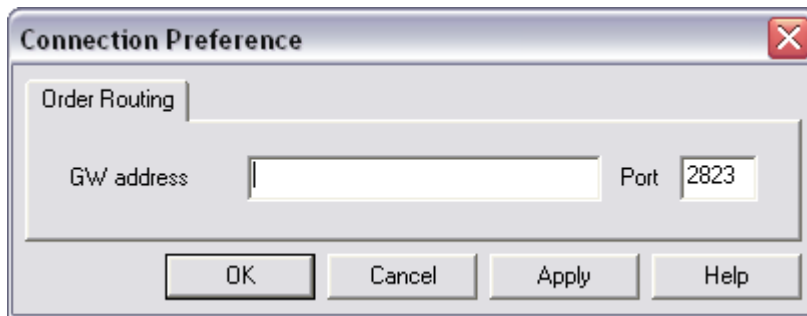 Connection Preference
Order Routing
GW address Port 2823
OK Cancel Apply Help